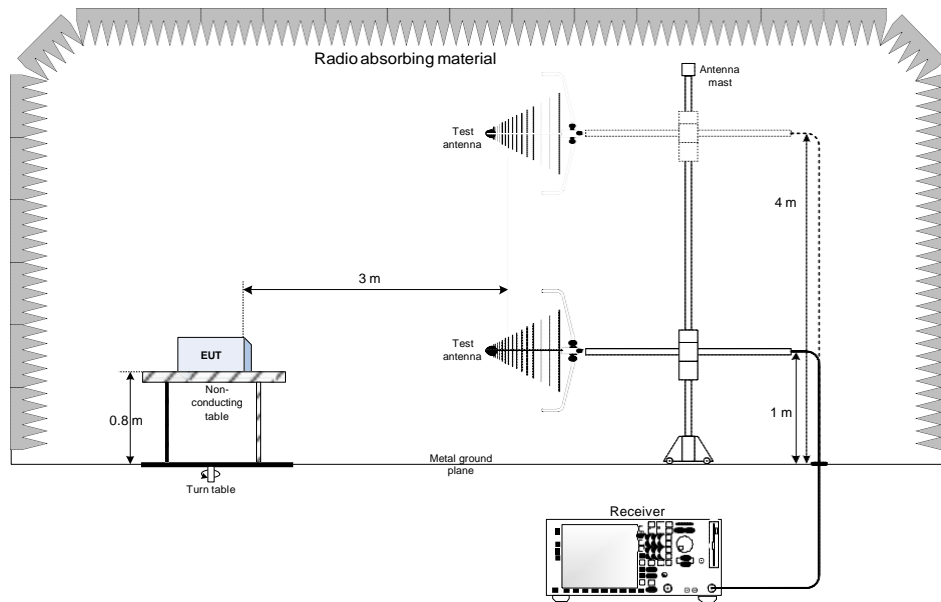 Radio absorbing material
Antenna
mast
Test
antenna
4 m
3 m
Test
antenna
EUT
Non-
conducting
table
0.8 m
1 m
Metal ground
plane
Turn table
Receiver